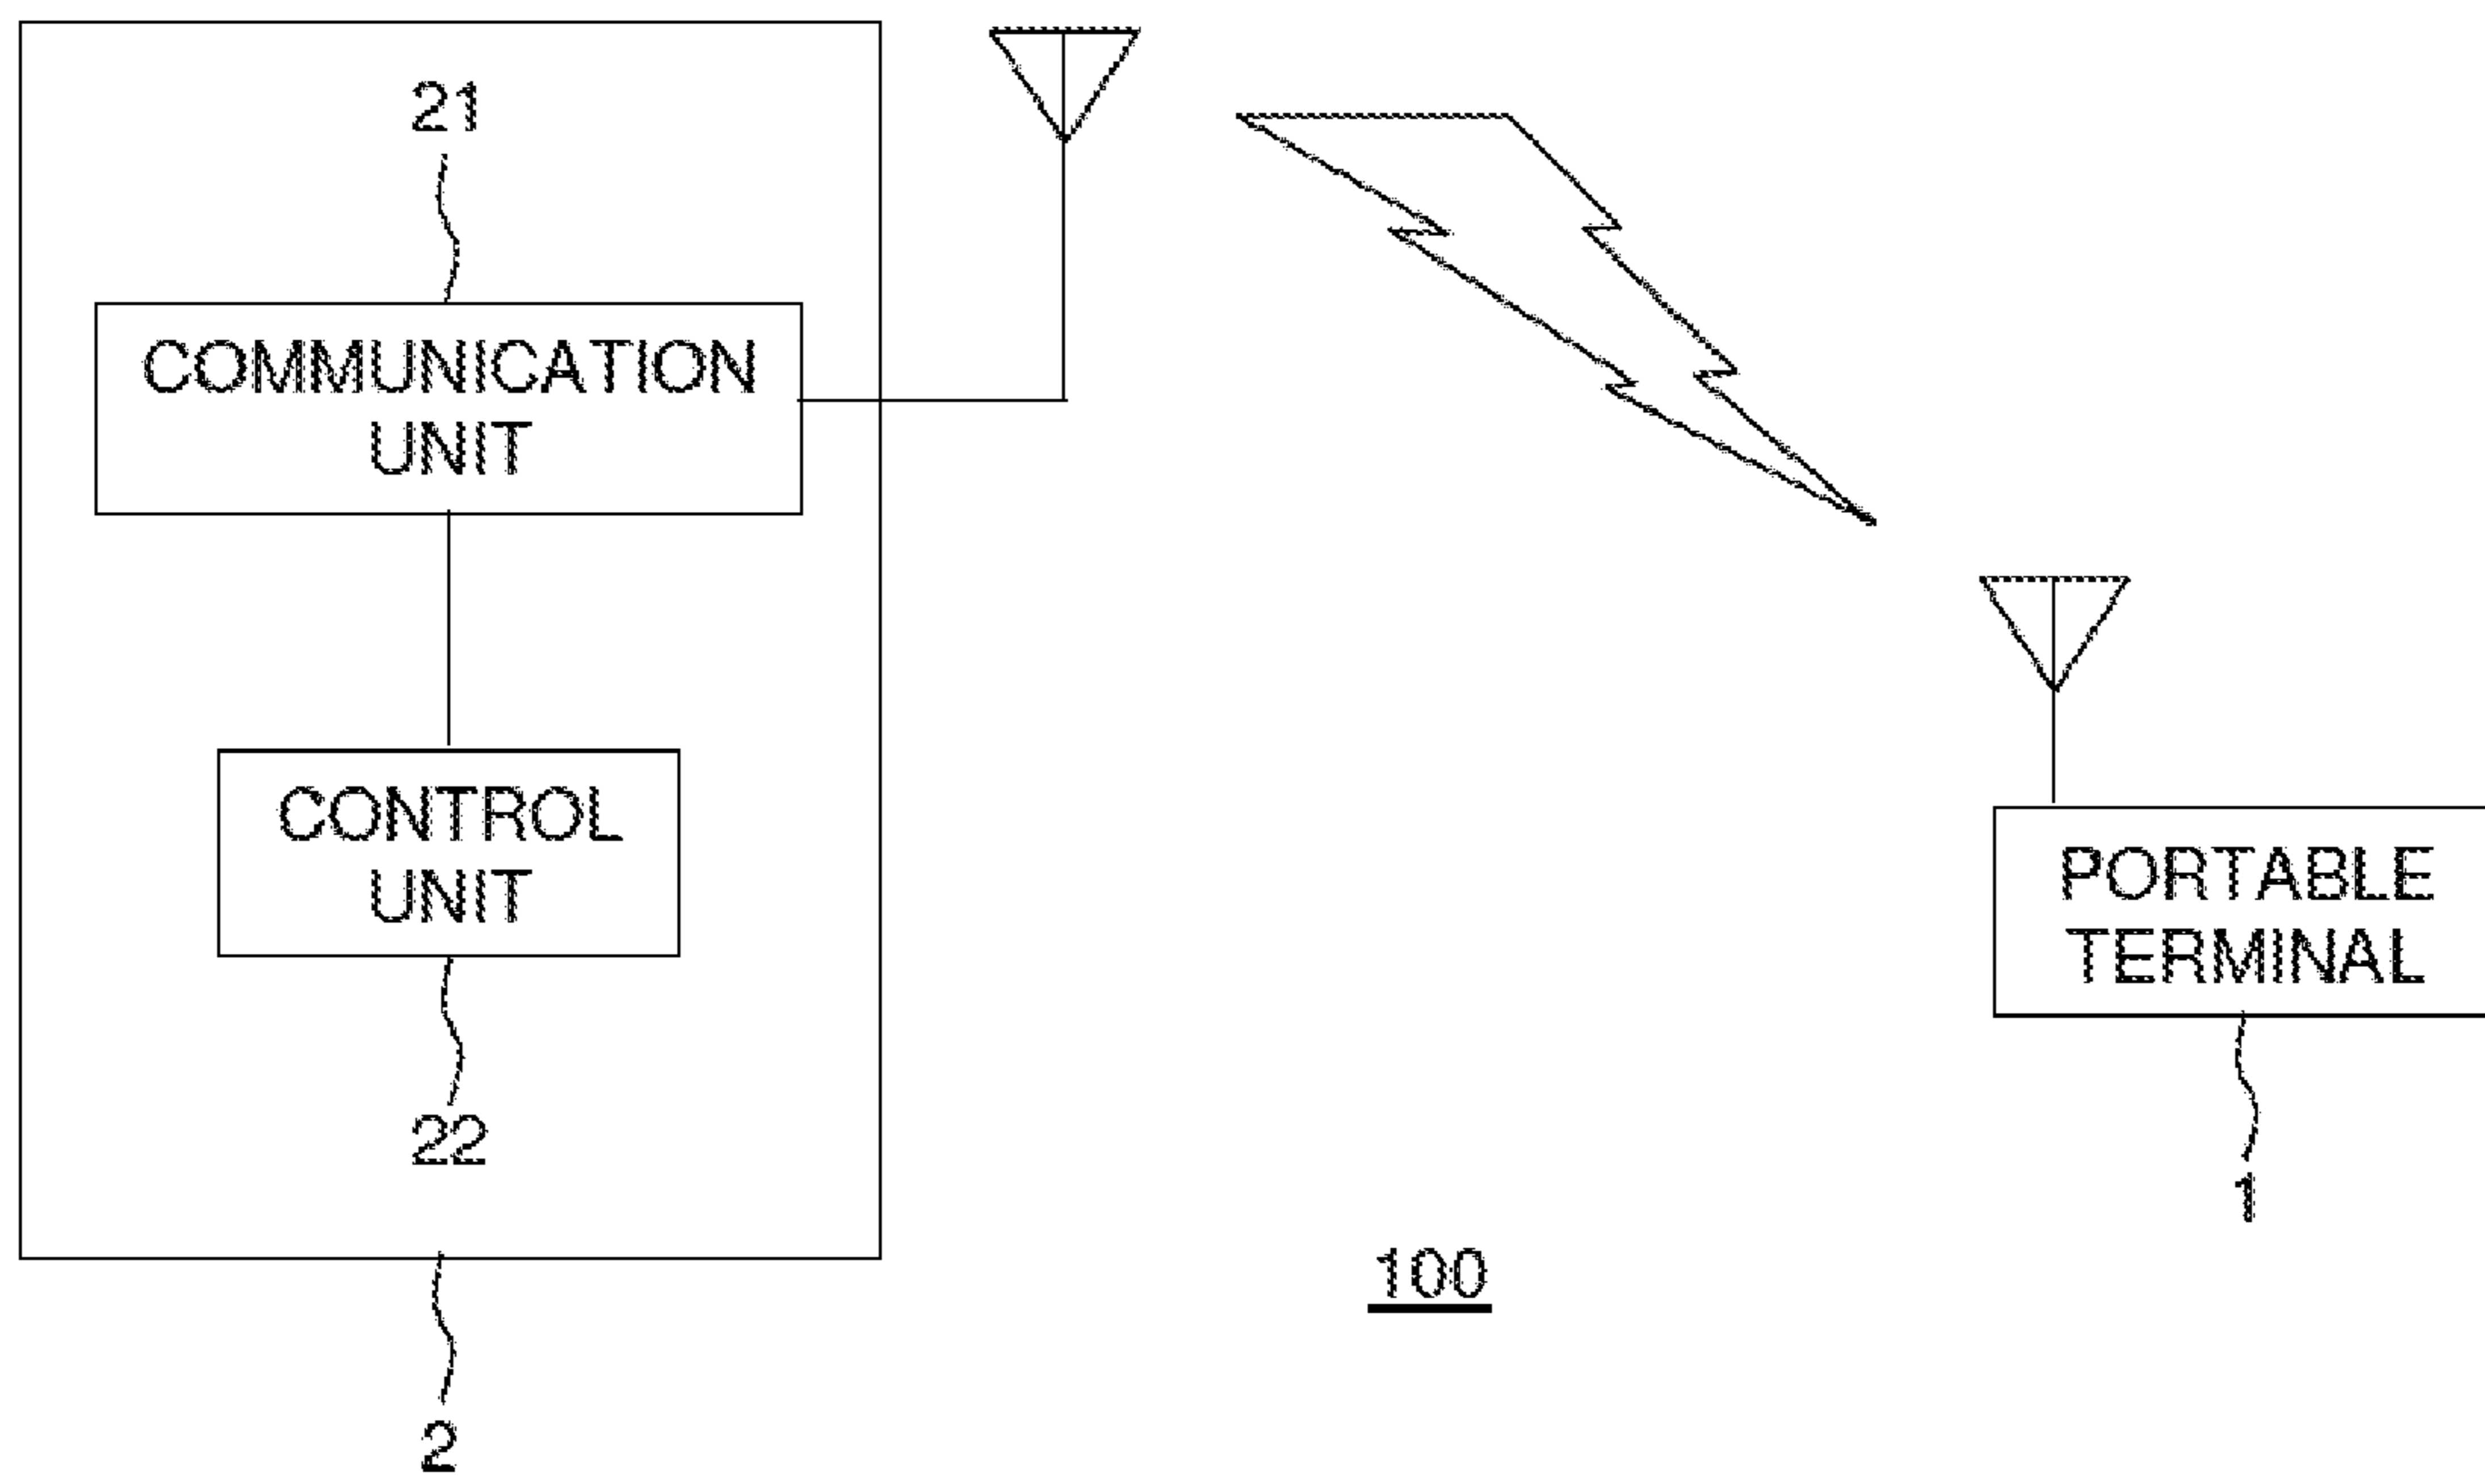 21
COMMUNICATION
UNIT
CONTROL
UNIT
22
2
PORTABLE
TERMINAL
1
100